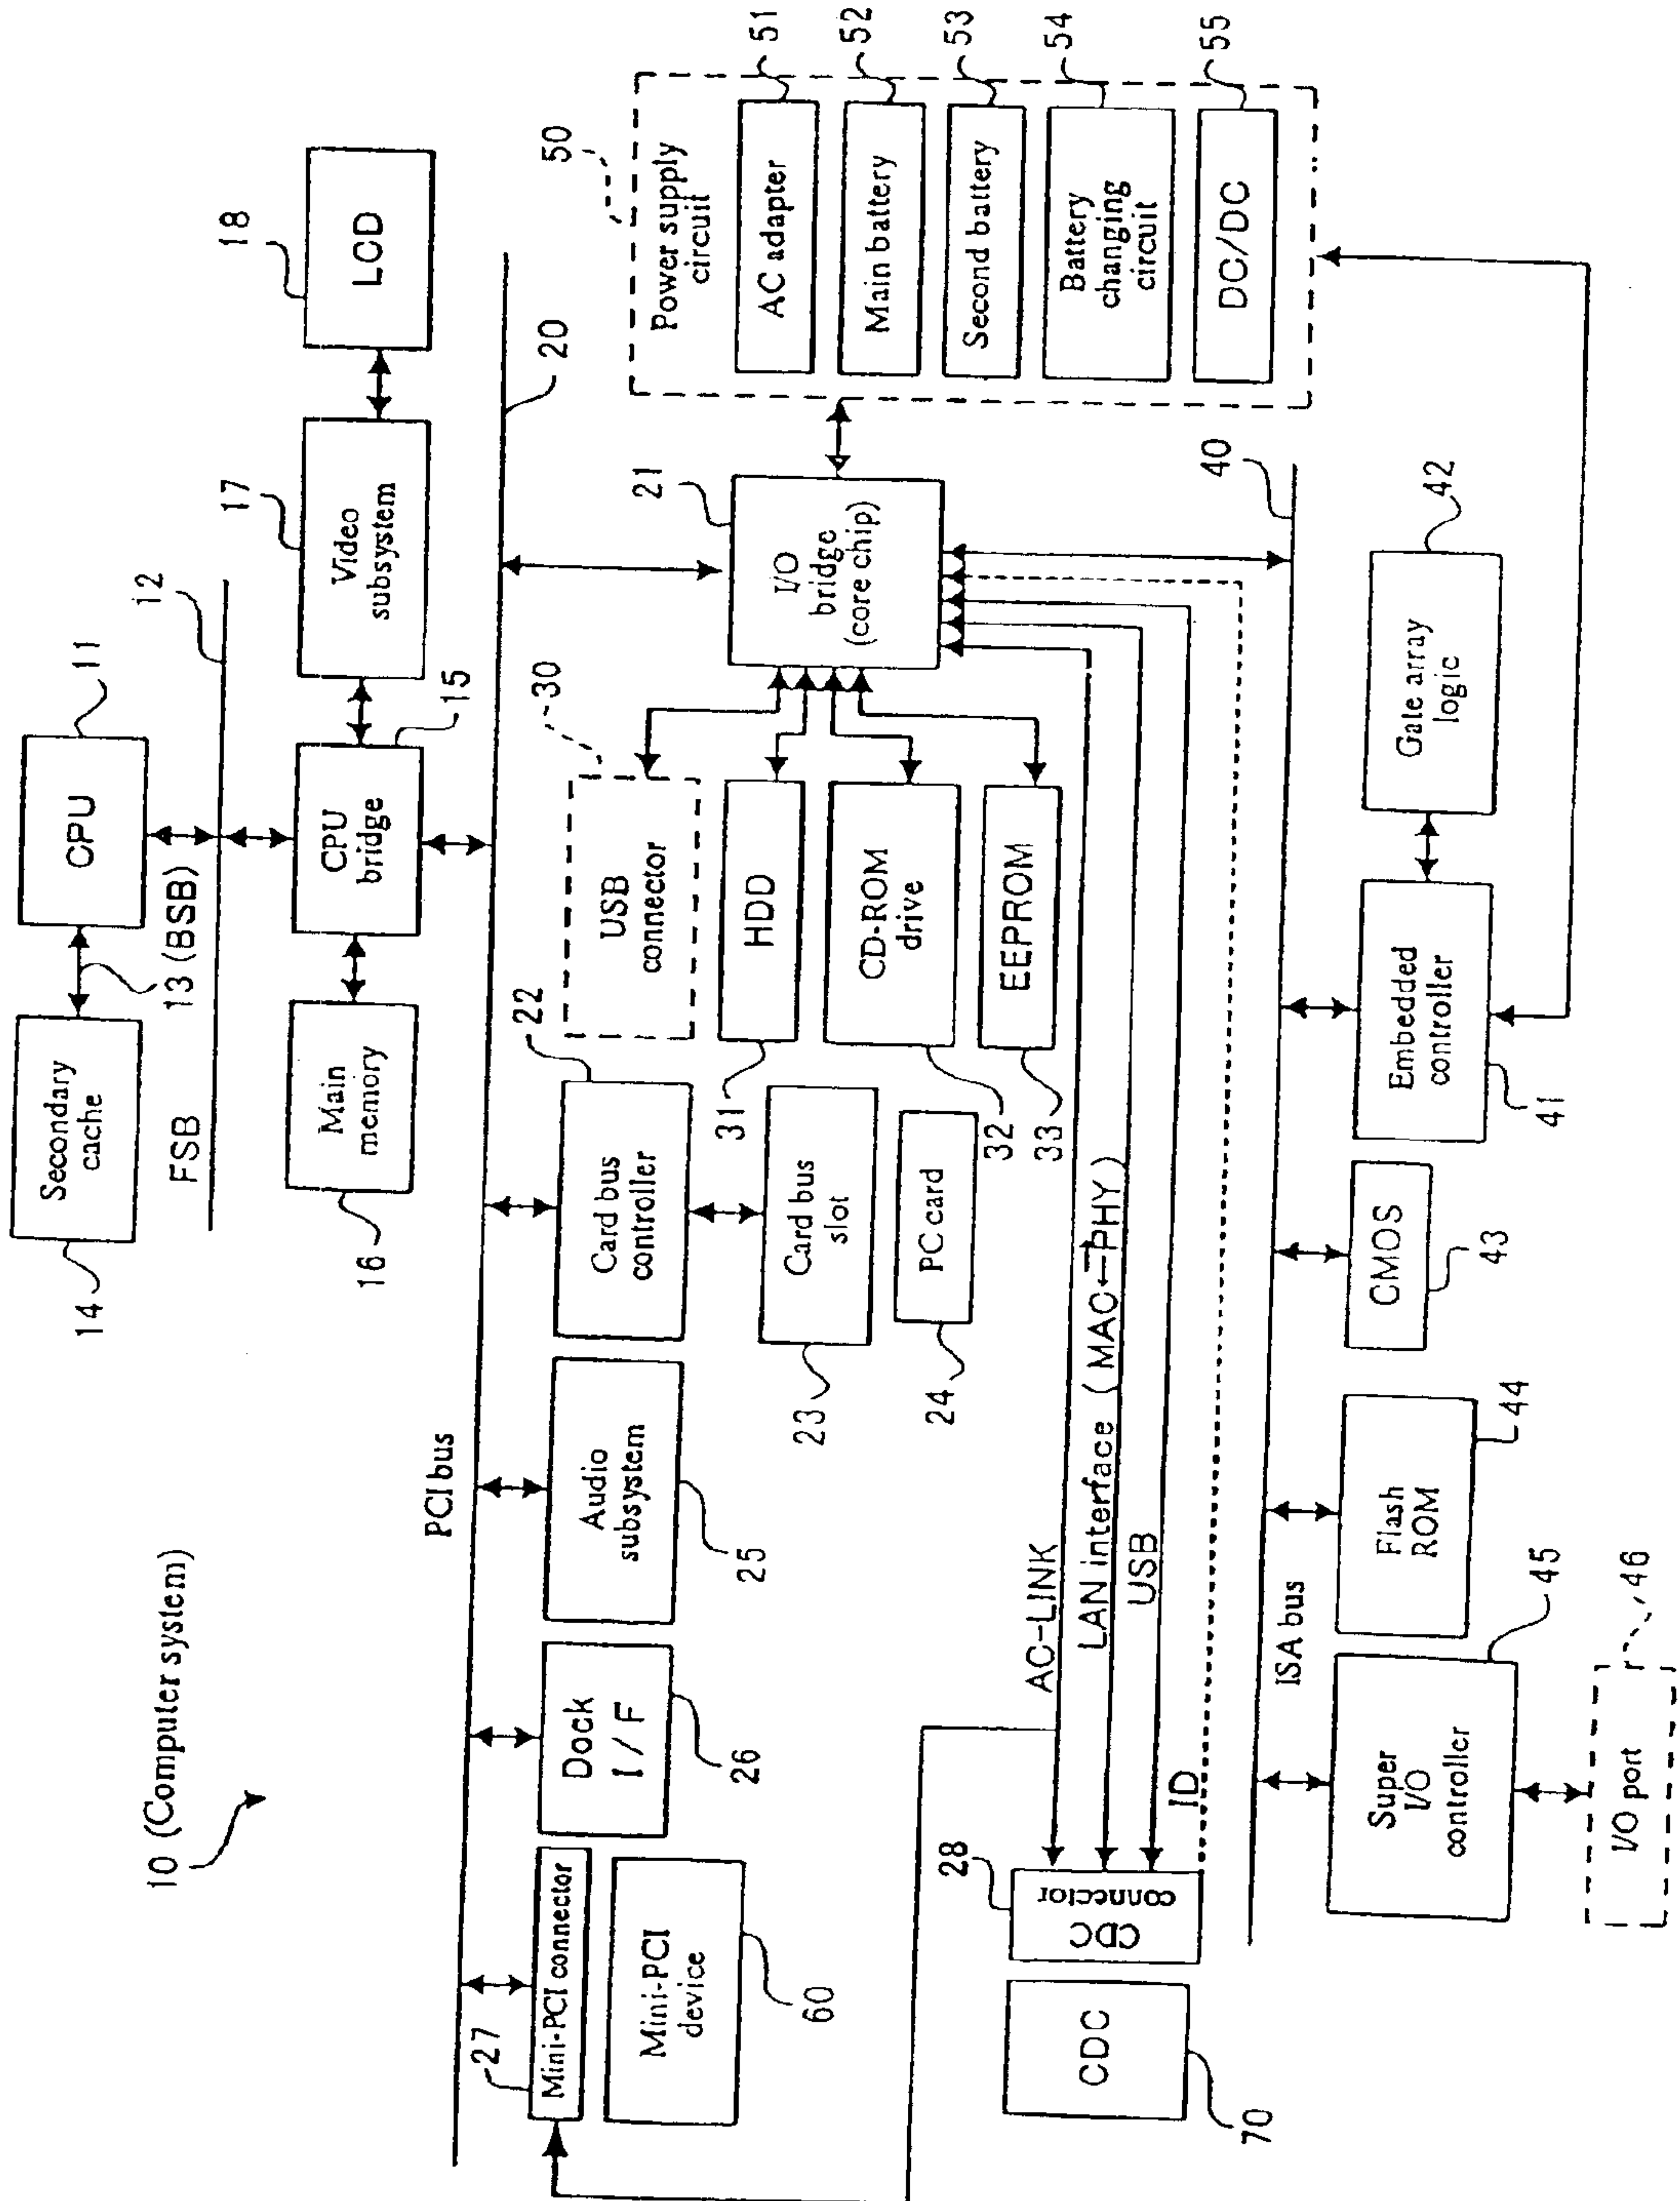 10 (Computer system)
14
Secondary
cache
13 (BSB)
CPU
11
FSB
12
16
Main
memory
CPU
bridge
15
Video
subsystem
17
LCD
18
PCI bus
20
27
Mini-PCI connector
Mini-PCI
device
60
Dock
I / F
26
Audio
subsystem
25
Card bus
controller
22
Card bus
slot
23
PC card
24
USB
connector
30
HDD
31
CD-ROM
drive
32
EEPROM
33
I/O
bridge
(core chip)
21
50
Power supply
circuit
AC adapter
51
Main battery
52
Second battery
53
Battery
changing
circuit
54
DC/DC
55
CDC
70
CDC
connector
28
AC-LINK
LAN interface (MAC←→PHY)
USB
ID
ISA bus
40
Super
I/O
controller
45
I/O port
46
Flash
ROM
44
CMOS
43
Embedded
controller
41
Gate array
logic
42